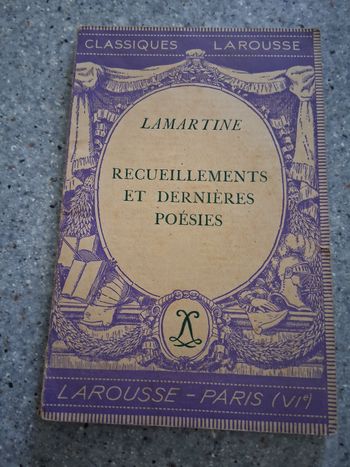 CLASSIQUES LAROUSSE
LAMARTINE
RECUEILLEMENTS
ET DERNIÈRES
POÉSIES
L
LAROUSSE - PARIS (VIe)